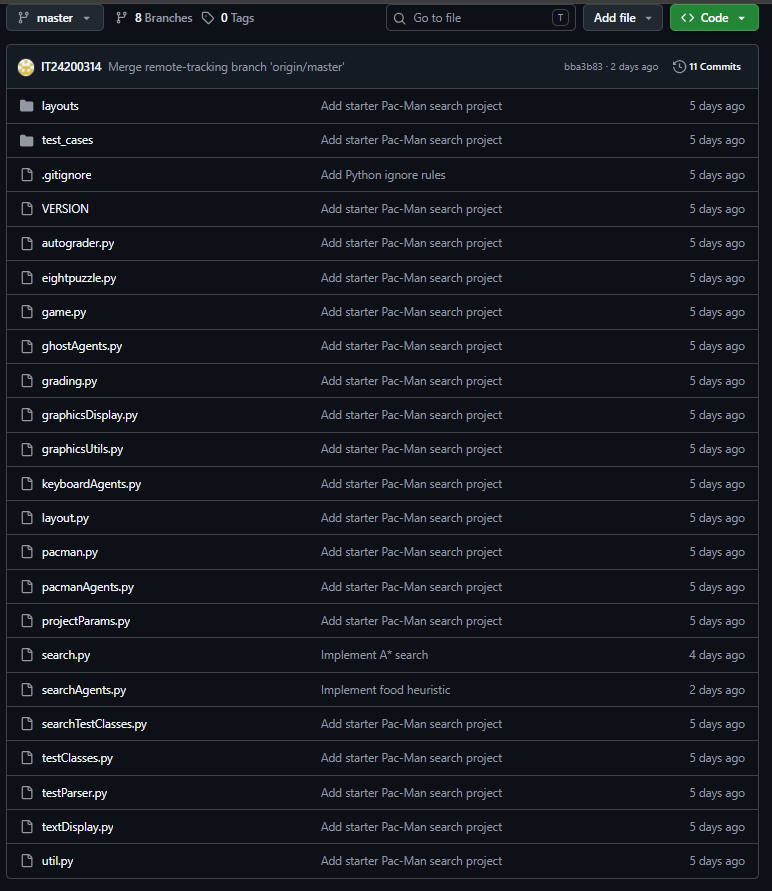 master 8 Branches 0 Tags Go to file T Add file <> Code
IT24200314 Merge remote-tracking branch 'origin/master' bba3b83 · 2 days ago 11 Commits
layouts Add starter Pac-Man search project 5 days ago
test_cases Add starter Pac-Man search project 5 days ago
.gitignore Add Python ignore rules 5 days ago
VERSION Add starter Pac-Man search project 5 days ago
autograder.py Add starter Pac-Man search project 5 days ago
eightpuzzle.py Add starter Pac-Man search project 5 days ago
game.py Add starter Pac-Man search project 5 days ago
ghostAgents.py Add starter Pac-Man search project 5 days ago
grading.py Add starter Pac-Man search project 5 days ago
graphicsDisplay.py Add starter Pac-Man search project 5 days ago
graphicsUtils.py Add starter Pac-Man search project 5 days ago
keyboardAgents.py Add starter Pac-Man search project 5 days ago
layout.py Add starter Pac-Man search project 5 days ago
pacman.py Add starter Pac-Man search project 5 days ago
pacmanAgents.py Add starter Pac-Man search project 5 days ago
projectParams.py Add starter Pac-Man search project 5 days ago
search.py Implement A* search 4 days ago
searchAgents.py Implement food heuristic 2 days ago
searchTestClasses.py Add starter Pac-Man search project 5 days ago
testClasses.py Add starter Pac-Man search project 5 days ago
testParser.py Add starter Pac-Man search project 5 days ago
textDisplay.py Add starter Pac-Man search project 5 days ago
util.py Add starter Pac-Man search project 5 days ago